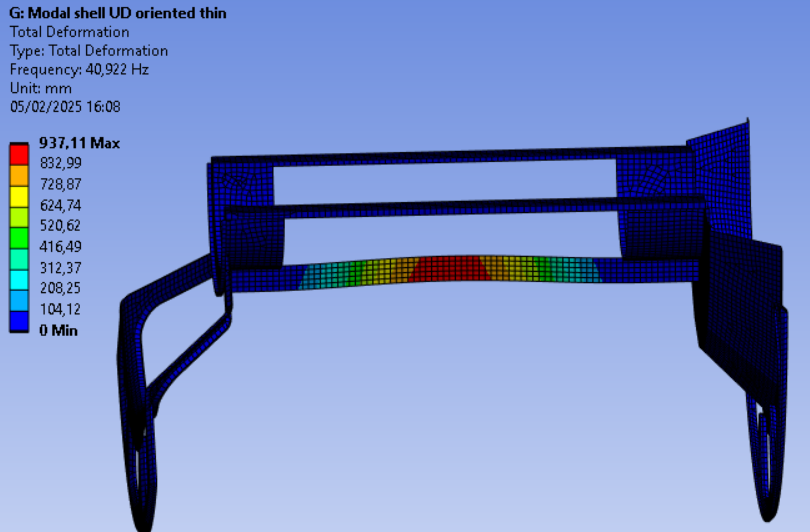 G: Modal shell UD oriented thin
Total Deformation
Type: Total Deformation
Frequency: 40,922 Hz
Unit: mm
05/02/2025 16:08
937,11 Max
832,99
728,87
624,74
520,62
416,49
312,37
208,25
104,12
0 Min